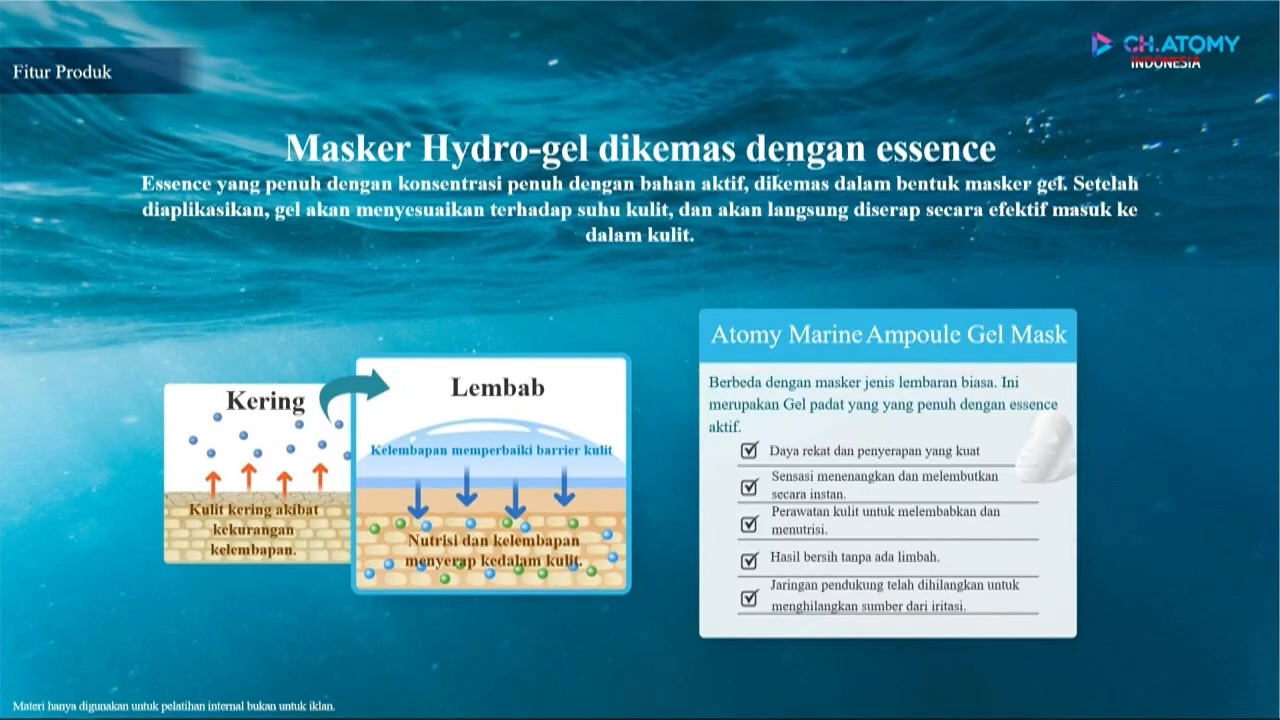 Fitur Produk
CH.ATOMY
INDONESIA
Masker Hydro-gel dikemas dengan essence
Essence yang penuh dengan konsentrasi penuh dengan bahan aktif, dikemas dalam bentuk masker gel. Setelah
diaplikasikan, gel akan menyesuaikan terhadap suhu kulit, dan akan langsung diserap secara efektif masuk ke
dalam kulit.
Kering
Kulit kering akibat
kekurangan
kelembapan.
Lembab
Kelembapan memperbaiki barrier kulit
Nutrisi dan kelembapan
menyerap kedalam kulit.
Atomy Marine Ampoule Gel Mask
Berbeda dengan masker jenis lembaran biasa. Ini
merupakan Gel padat yang yang penuh dengan essence
aktif.
Daya rekat dan penyerapan yang kuat
Sensasi menenangkan dan melembutkan
secara instan.
Perawatan kulit untuk melembabkan dan
menutrisi.
Hasil bersih tanpa ada limbah.
Jaringan pendukung telah dihilangkan untuk
menghilangkan sumber dari iritasi.
Materi hanya digunakan untuk pelatihan internal bukan untuk iklan.